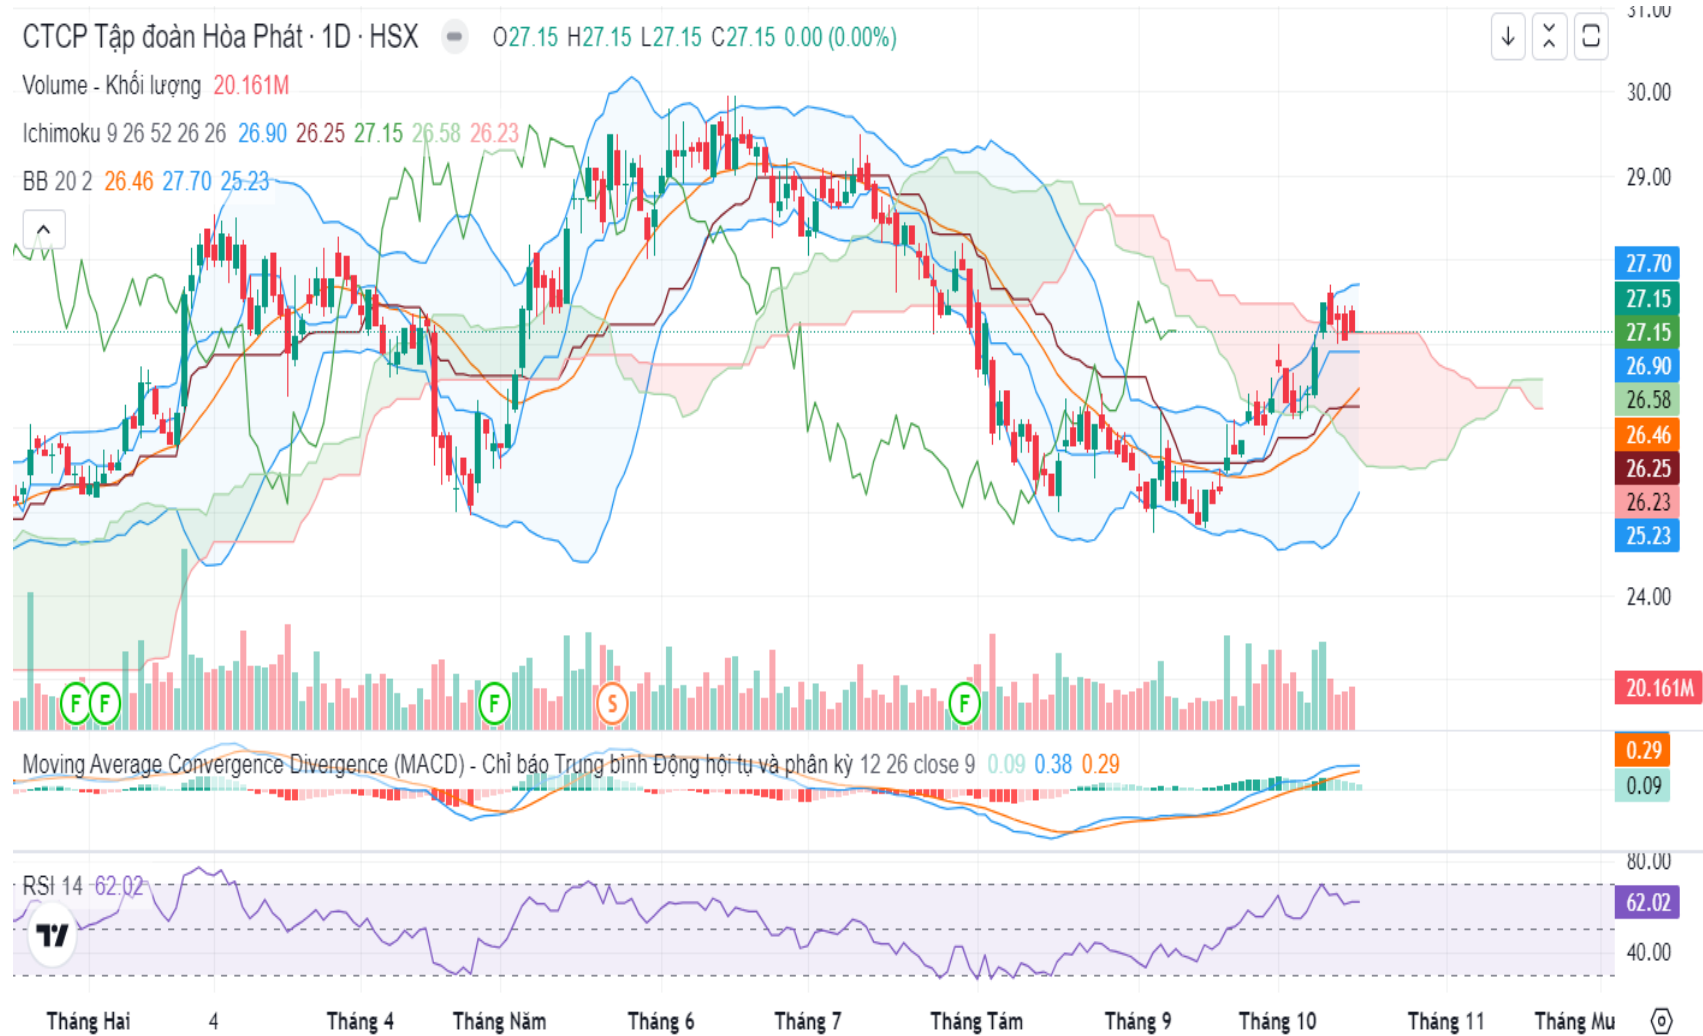 CTCP Tập đoàn Hòa Phát · 1D · HSX O27.15 H27.15 L27.15 C27.15 0.00 (0.00%)
Volume - Khối lượng 20.161M
Ichimoku 9 26 52 26 26 26.90 26.25 27.15 26.58 26.23
BB 20 2 26.46 27.70 25.23
31.00
30.00
29.00
27.70
27.15
27.15
26.90
26.58
26.46
26.25
26.23
25.23
24.00
20.161M
F F F S F
Moving Average Convergence Divergence (MACD) - Chỉ báo Trung bình Động hội tụ và phân kỳ 12 26 close 9 0.09 0.38 0.29
0.29
0.09
RSI 14 62.02
80.00
62.02
40.00
Tháng Hai 4 Tháng 4 Tháng Năm Tháng 6 Tháng 7 Tháng Tám Tháng 9 Tháng 10 Tháng 11 Tháng Mư